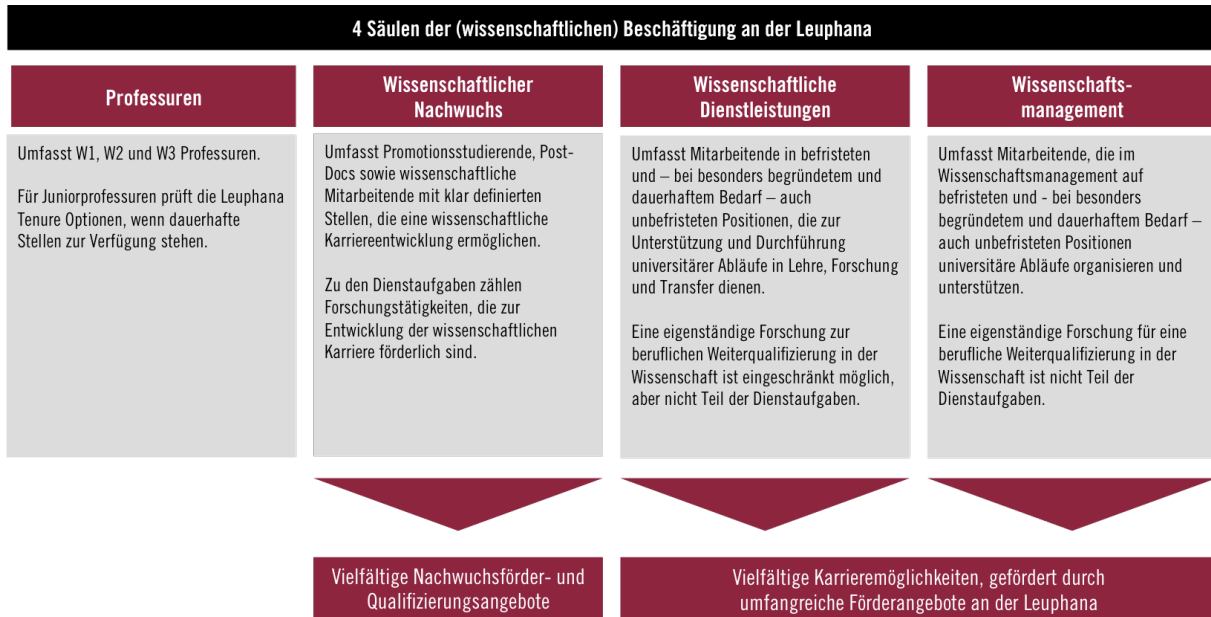 4 Säulen der (wissenschaftlichen) Beschäftigung an der Leuphana
Professuren
Umfasst W1, W2 und W3 Professuren.
Für Juniorprofessuren prüft die Leuphana
Tenure Optionen, wenn dauerhafte
Stellen zur Verfügung stehen.
Wissenschaftlicher
Nachwuchs
Umfasst Promotionsstudierende, Post-
Docs sowie wissenschaftliche
Mitarbeitende mit klar definierten
Stellen, die eine wissenschaftliche
Karriereentwicklung ermöglichen.
Zu den Dienstaufgaben zählen
Forschungstätigkeiten, die zur
Entwicklung der wissenschaftlichen
Karriere förderlich sind.
Wissenschaftliche
Dienstleistungen
Umfasst Mitarbeitende in befristeten
und – bei besonders begründetem und
dauerhaftem Bedarf – auch
unbefristeten Positionen, die zur
Unterstützung und Durchführung
universitärer Abläufe in Lehre, Forschung
und Transfer dienen.
Eine eigenständige Forschung zur
beruflichen Weiterqualifizierung in der
Wissenschaft ist eingeschränkt möglich,
aber nicht Teil der Dienstaufgaben.
Wissenschafts-
management
Umfasst Mitarbeitende, die im
Wissenschaftsmanagement auf
befristeten und - bei besonders
begründetem und dauerhaftem Bedarf –
auch unbefristeten Positionen
universitäre Abläufe organisieren und
unterstützen.
Eine eigenständige Forschung für eine
berufliche Weiterqualifizierung in der
Wissenschaft ist nicht Teil der
Dienstaufgaben.
Vielfältige Nachwuchsförder- und
Qualifizierungsangebote
Vielfältige Karrieremöglichkeiten, gefördert durch
umfangreiche Förderangebote an der Leuphana